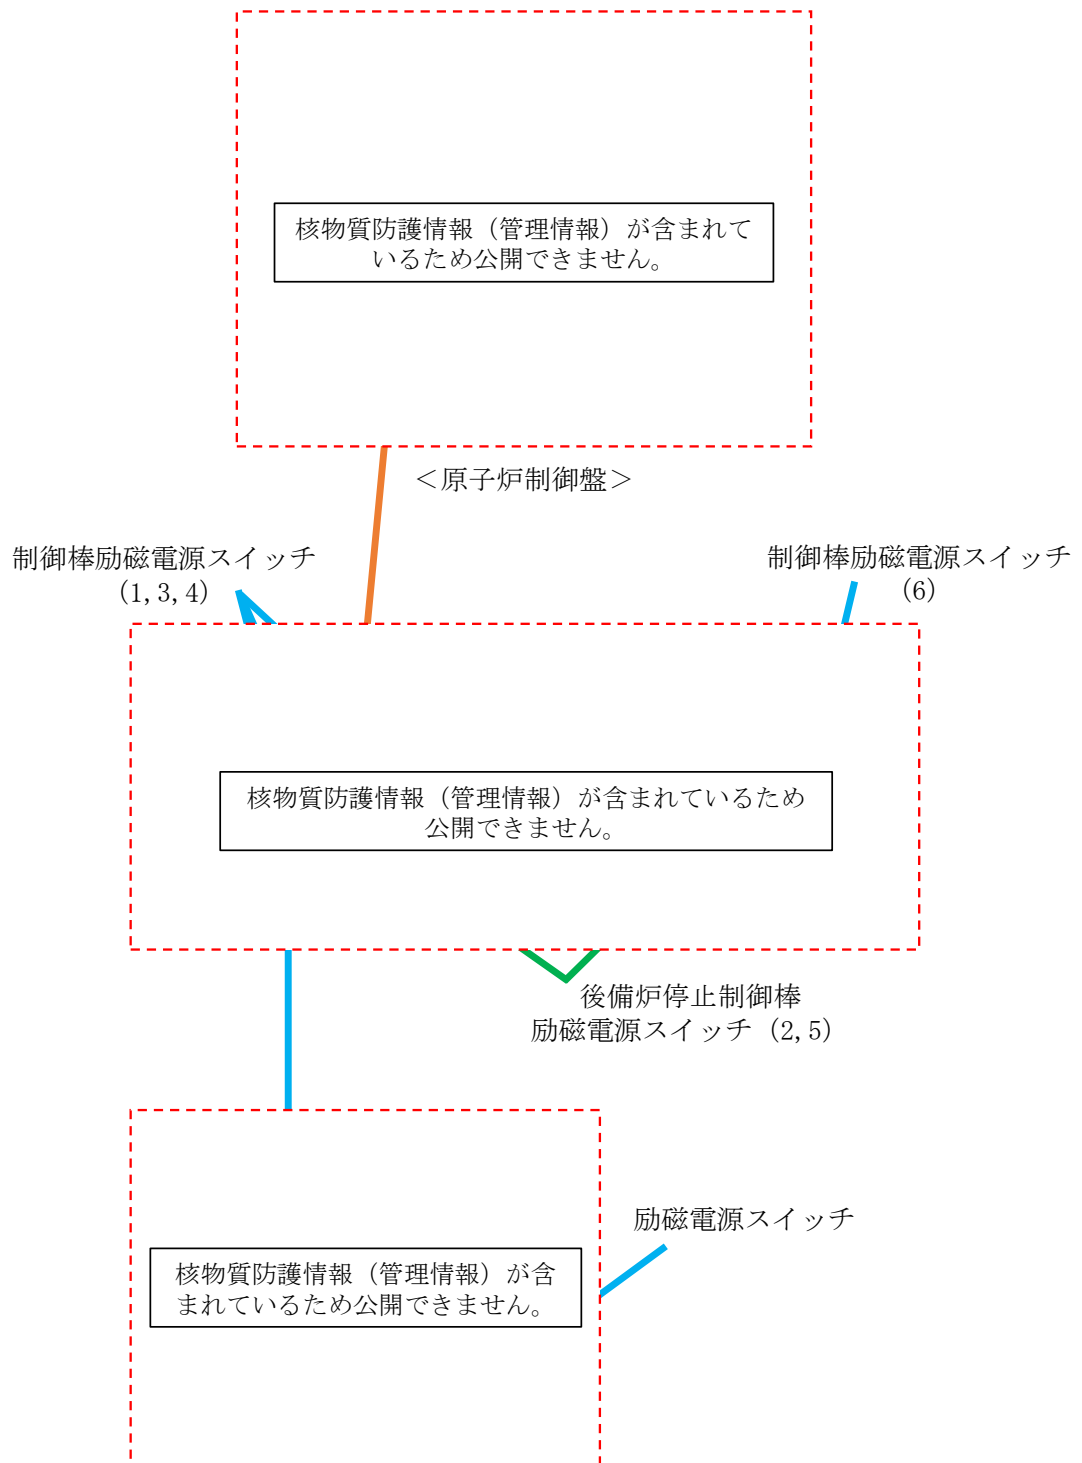 核物質防護情報（管理情報）が含まれて
いるため公開できません。
＜原子炉制御盤＞
制御棒励磁電源スイッチ
(1,3,4)
制御棒励磁電源スイッチ
(6)
核物質防護情報（管理情報）が含まれているため
公開できません。
後備炉停止制御棒
励磁電源スイッチ (2,5)
励磁電源スイッチ
核物質防護情報（管理情報）が含
まれているため公開できません。